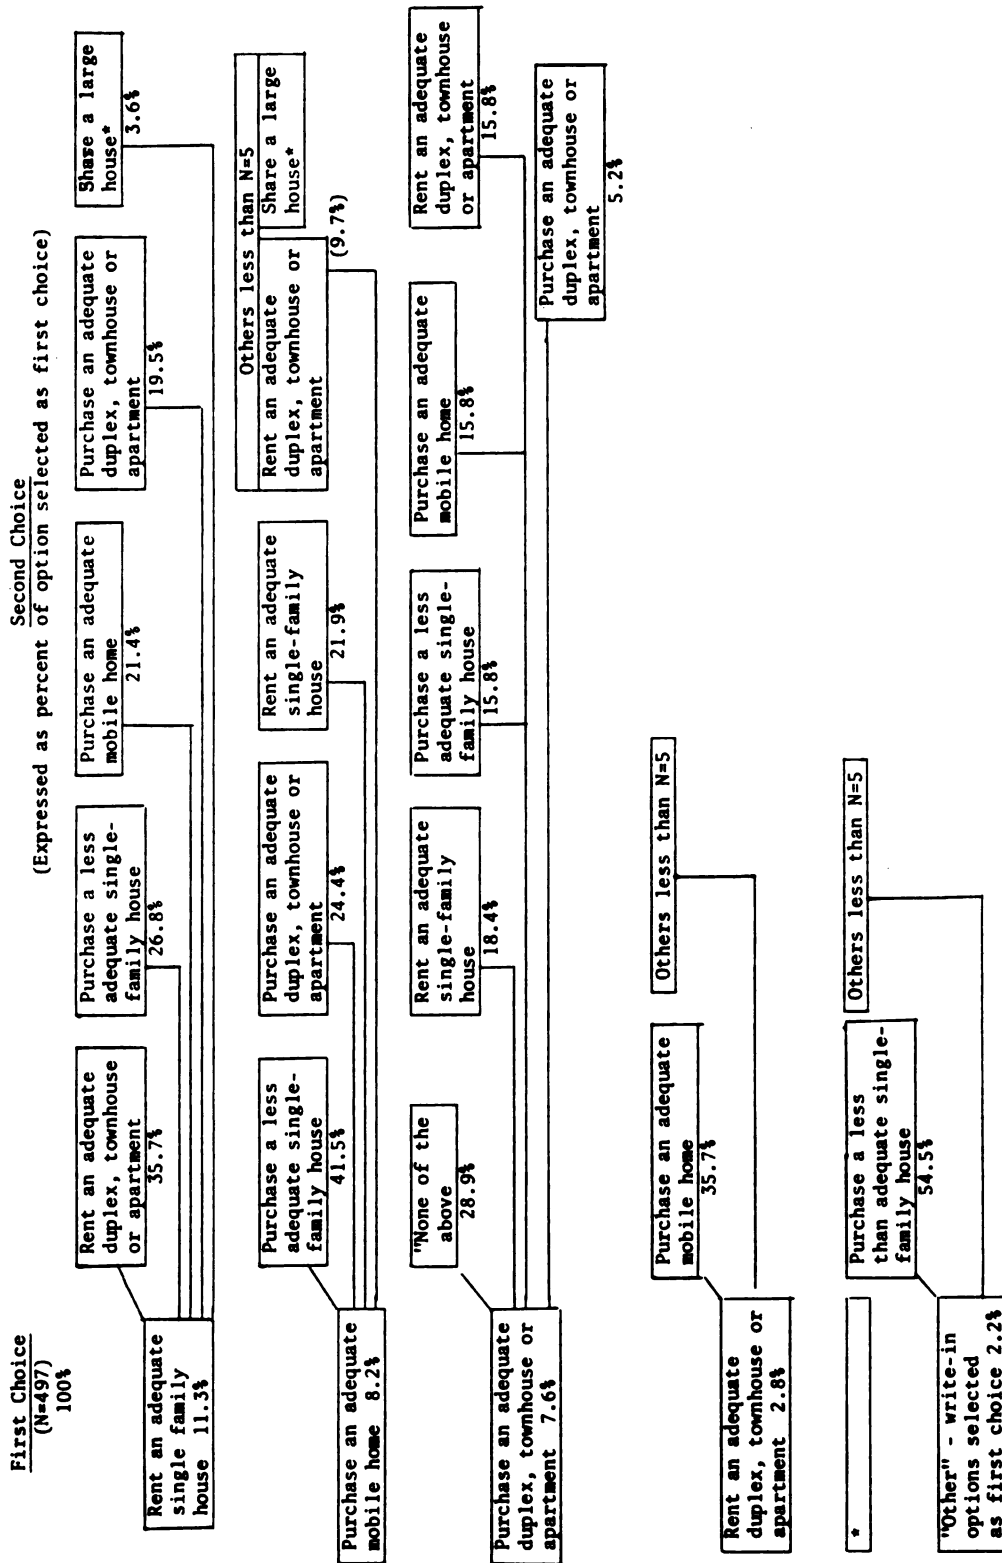 First Choice
(N=497)
100%
Second Choice
(Expressed as percent of option selected as first choice)
Rent an adequate
single family
house 11.3%
Rent an adequate
duplex, townhouse
or apartment
35.7%
Purchase a less
adequate single-
family house
26.8%
Purchase an adequate
mobile home
21.4%
Purchase an adequate
duplex, townhouse or
apartment
19.5%
Share a large
house*
3.6%
Purchase an adequate
mobile home 8.2%
Purchase a less
adequate single-
family house
41.5%
Purchase an adequate
duplex, townhouse or
apartment
24.4%
Rent an adequate
single-family
house
21.9%
Others less than N=5
Rent an adequate
duplex, townhouse or
apartment
Share a large
house*
(9.7%)
Purchase an adequate
duplex, townhouse or
apartment 7.6%
"None of the
above
28.9%
Rent an adequate
single-family
house
18.4%
Purchase a less
adequate single-
family house
15.8%
Purchase an adequate
mobile home
15.8%
Rent an adequate
duplex, townhouse
or apartment
15.8%
Purchase an adequate
duplex, townhouse or
apartment
5.2%
Rent an adequate
duplex, townhouse or
apartment 2.8%
Purchase an adequate
mobile home
35.7%
Others less than N=5
*
"Other" - write-in
options selected
as first choice 2.2%
Purchase a less
than adequate single-
family house
54.5%
Others less than N=5